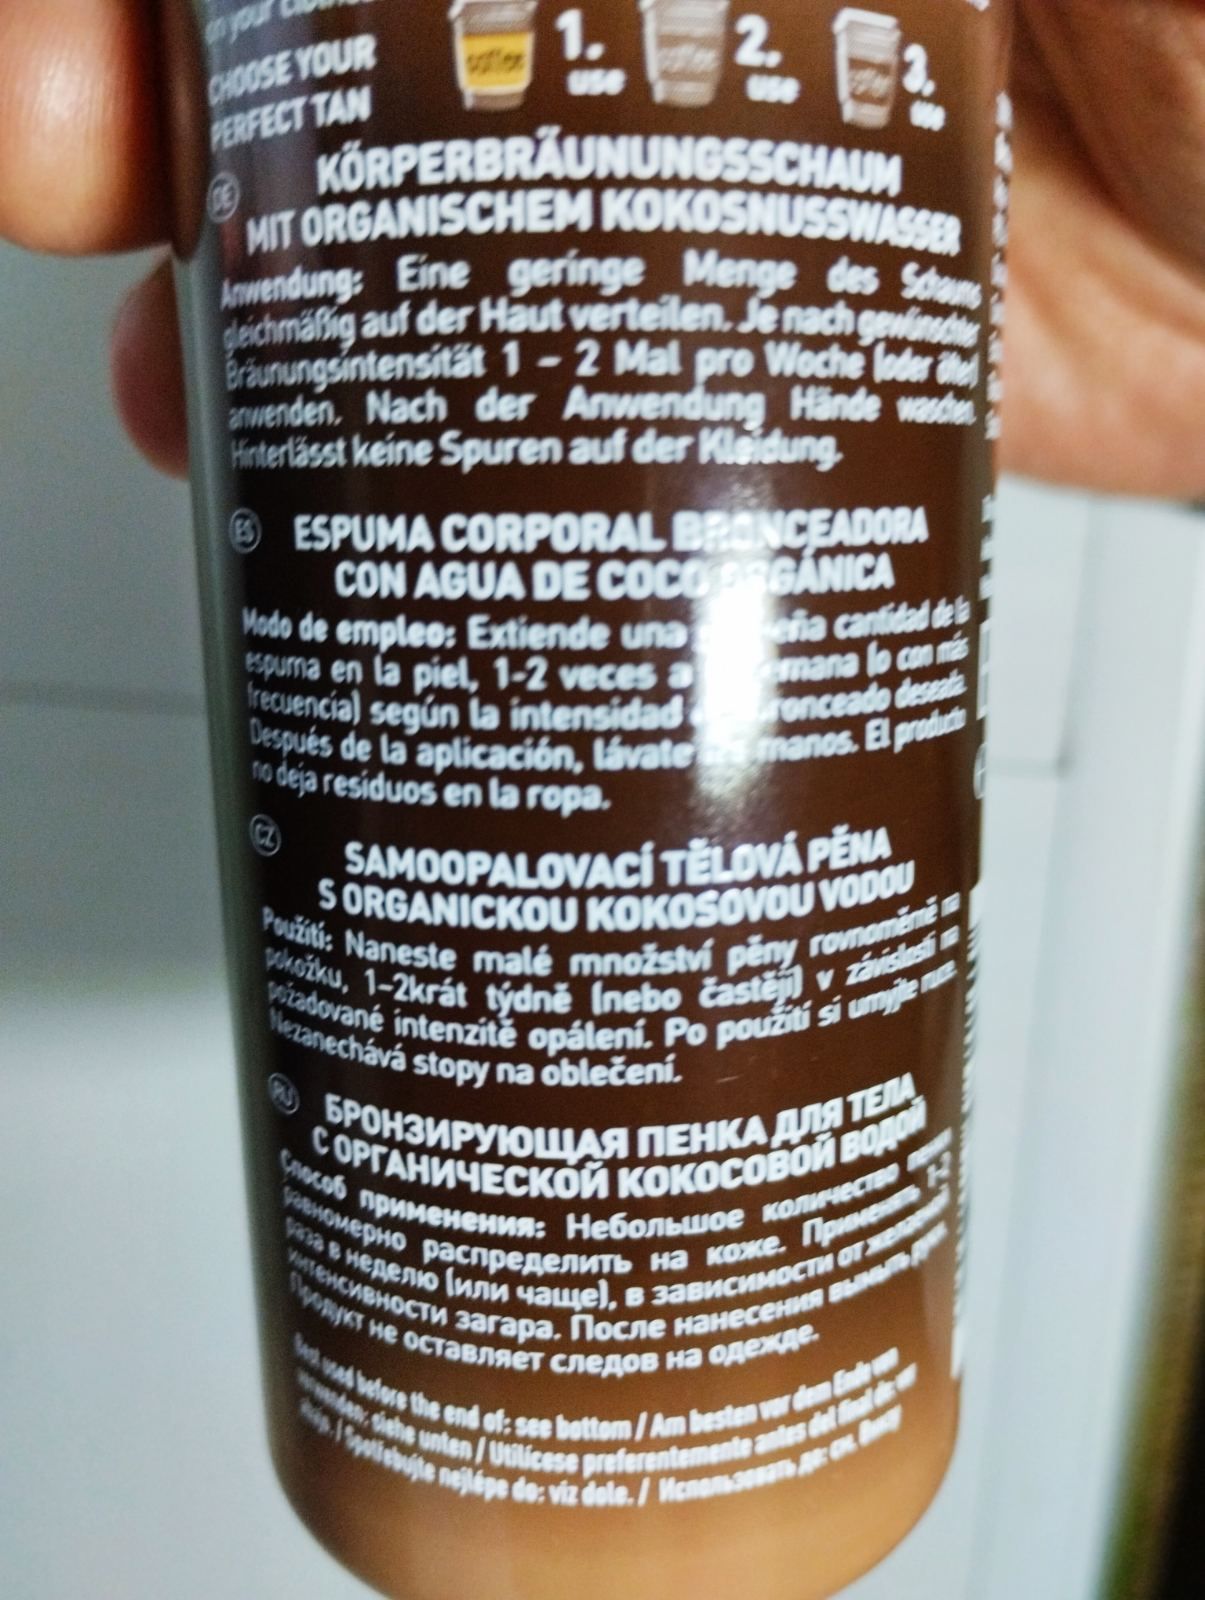 CHOOSE YOUR
PERFECT TAN
coffee 1. use coffee 2. use coffee 3.
DE KÖRPERBRÄUNUNGSSCHAUM
MIT ORGANISCHEM KOKOSNUSSWASSER
Anwendung: Eine geringe Menge des Schaums
gleichmäßig auf der Haut verteilen. Je nach gewünschter
Bräunungsintensität 1 – 2 Mal pro Woche (oder öfter)
anwenden. Nach der Anwendung Hände waschen.
Hinterlässt keine Spuren auf der Kleidung.
ES ESPUMA CORPORAL BRONCEADORA
CON AGUA DE COCO ORGÁNICA
Modo de empleo: Extiende una cantidad de la
espuma en la piel, 1-2 veces a (o con más
frecuencia) según la intensidad deseada.
Después de la aplicación, lávate manos. El producto
no deja residuos en la ropa.
CZ SAMOOPALOVACÍ TĚLOVÁ PĚNA
S ORGANICKOU KOKOSOVOU VODOU
Použití: Naneste malé množství pěny rovnoměrně na
pokožku, 1-2krát týdně (nebo častěji) v závislosti na
požadované intenzitě opálení. Po použití si umyjte ruce.
Nezanechává stopy na oblečení.
RU БРОНЗИРУЮЩАЯ ПЕНКА ДЛЯ ТЕЛА
С ОРГАНИЧЕСКОЙ КОКОСОВОЙ ВОДОЙ
Способ применения: Небольшое количество пенки
равномерно распределить на коже. Применять 1-2
раза в неделю (или чаще), в зависимости от желаемой
интенсивности загара. После нанесения вымыть руки.
Продукт не оставляет следов на одежде.
Best used before the end of: see bottom / Am besten vor dem Ende von
verwenden: siehe unten / Utilícese preferentemente antes del final de: ver
/ Spotřebujte nejlépe do: viz dole. / Использовать до: см.